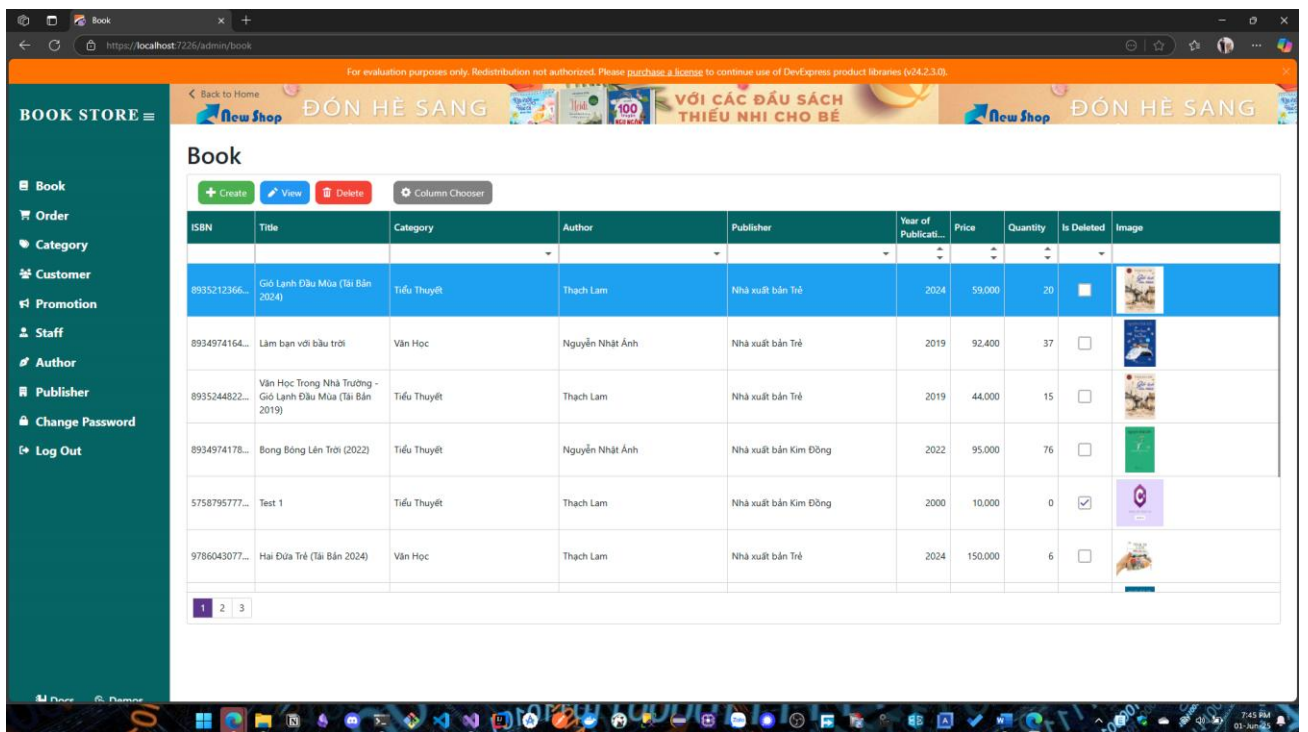 Book
https://localhost:7226/admin/book
For evaluation purposes only. Redistribution not authorized. Please purchase a license to continue use of DevExpress product libraries (v24.2.3.0).
BOOK STORE
Back to Home
New Shop
ĐÓN HÈ SANG
Heidi
100
VỚI CÁC ĐẦU SÁCH
THIẾU NHI CHO BÉ
New Shop
ĐÓN HÈ SANG
Book
Order
Category
Customer
Promotion
Staff
Author
Publisher
Change Password
Log Out
Docs Demos
Book
Create View Delete Column Chooser
ISBN Title Category Author Publisher Year of Publicati... Price Quantity Is Deleted Image
8935212366... Gió Lạnh Đầu Mùa (Tái Bản 2024) Tiểu Thuyết Thạch Lam Nhà xuất bản Trẻ 2024 59,000 20
8934974164... Làm bạn với bầu trời Văn Học Nguyễn Nhật Ánh Nhà xuất bản Trẻ 2019 92,400 37
8935244822... Văn Học Trong Nhà Trường - Gió Lạnh Đầu Mùa (Tái Bản 2019) Tiểu Thuyết Thạch Lam Nhà xuất bản Trẻ 2019 44,000 15
8934974178... Bong Bóng Lên Trời (2022) Tiểu Thuyết Nguyễn Nhật Ánh Nhà xuất bản Kim Đồng 2022 95,000 76
5758795777... Test 1 Tiểu Thuyết Thạch Lam Nhà xuất bản Kim Đồng 2000 10,000 0
9786043077... Hai Đứa Trẻ (Tái Bản 2024) Văn Học Thạch Lam Nhà xuất bản Trẻ 2024 150,000 6
1 2 3
7:45 PM
01-Jun-25